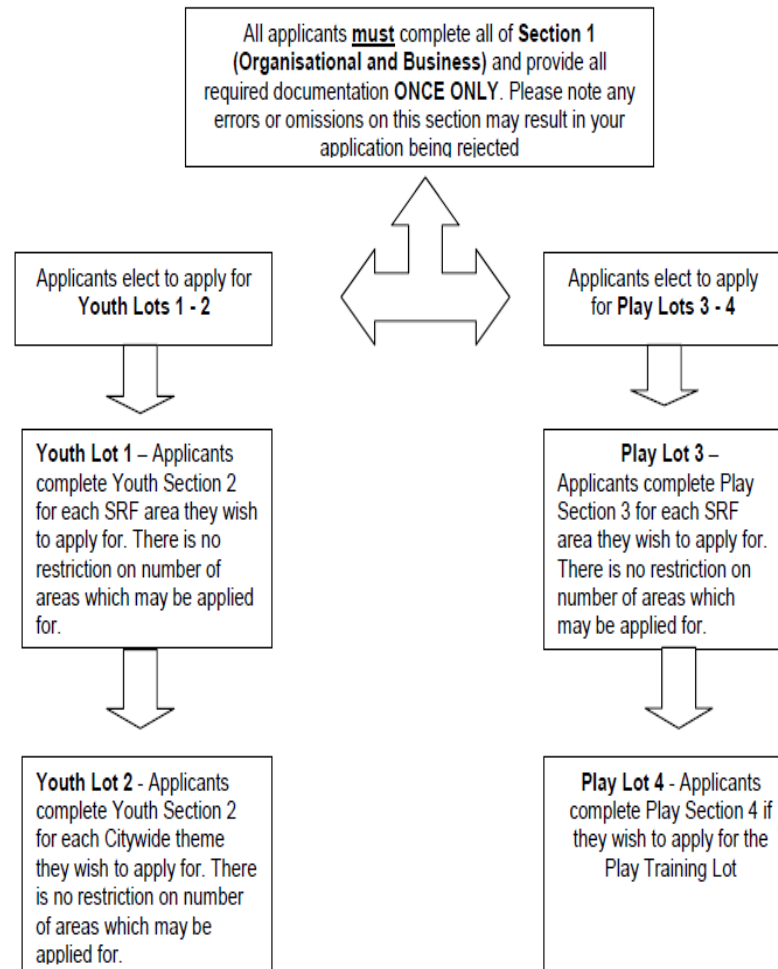 All applicants must complete all of Section 1
(Organisational and Business) and provide all
required documentation ONCE ONLY. Please note any
errors or omissions on this section may result in your
application being rejected
Applicants elect to apply for
Youth Lots 1 - 2
Applicants elect to apply
for Play Lots 3 - 4
Youth Lot 1 – Applicants
complete Youth Section 2
for each SRF area they wish
to apply for. There is no
restriction on number of
areas which may be applied
for.
Play Lot 3 –
Applicants complete Play
Section 3 for each SRF
area they wish to apply for.
There is no restriction on
number of areas which
may be applied for.
Youth Lot 2 - Applicants
complete Youth Section 2
for each Citywide theme
they wish to apply for. There
is no restriction on number
of areas which may be
applied for.
Play Lot 4 - Applicants
complete Play Section 4 if
they wish to apply for the
Play Training Lot